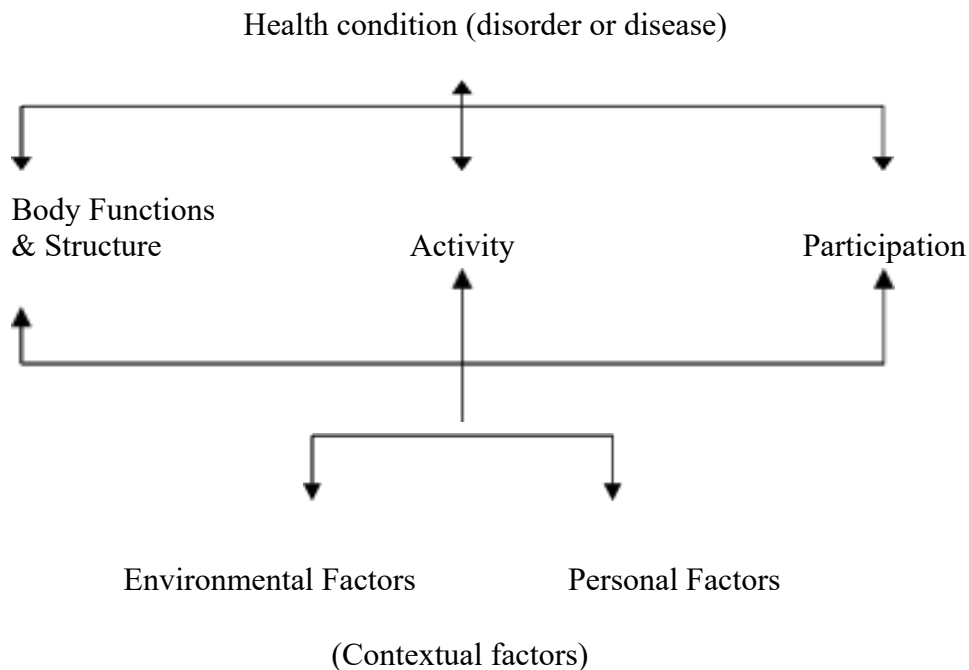 Health condition (disorder or disease)
Body Functions
& Structure
Activity
Participation
Environmental Factors
Personal Factors
(Contextual factors)